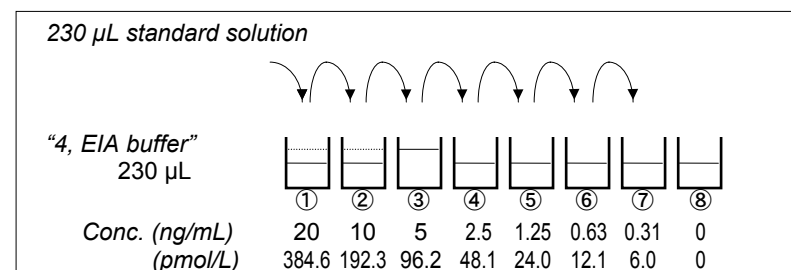 230 µL standard solution
“4, EIA buffer”
230 µL
① ② ③ ④ ⑤ ⑥ ⑦ ⑧
Conc. (ng/mL) 20 10 5 2.5 1.25 0.63 0.31 0
(pmol/L) 384.6 192.3 96.2 48.1 24.0 12.1 6.0 0